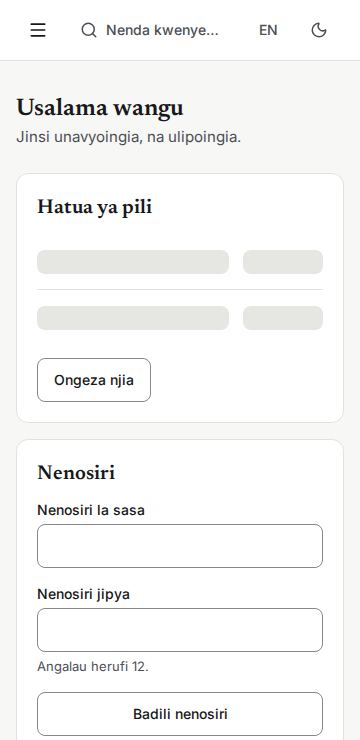 Nenda kwenye...
EN
Usalama wangu
Jinsi unavyoingia, na ulipoingia.
Hatua ya pili
Ongeza njia
Nenosiri
Nenosiri la sasa
Nenosiri jipya
Angalau herufi 12.
Badili nenosiri